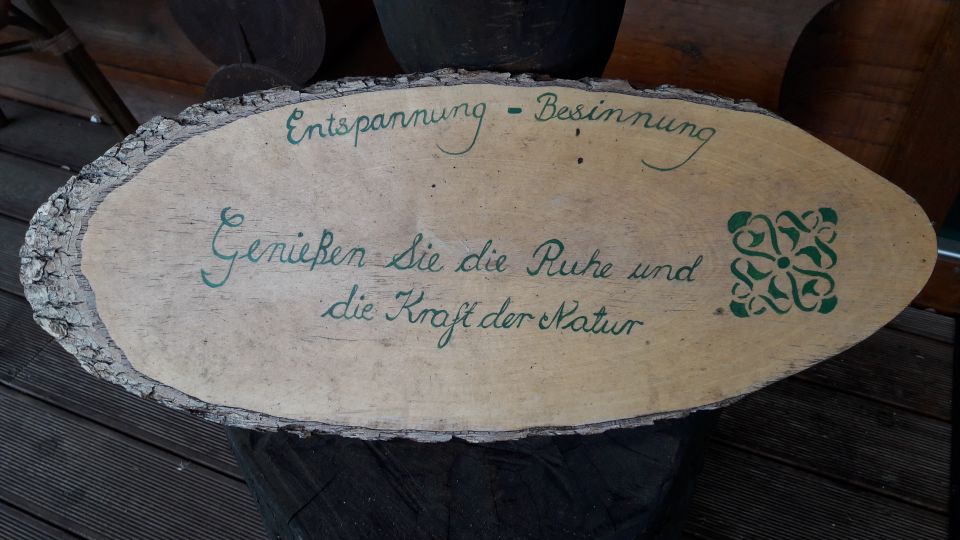 Entspannung - Besinnung
Genießen Sie die Ruhe und
die Kraft der Natur